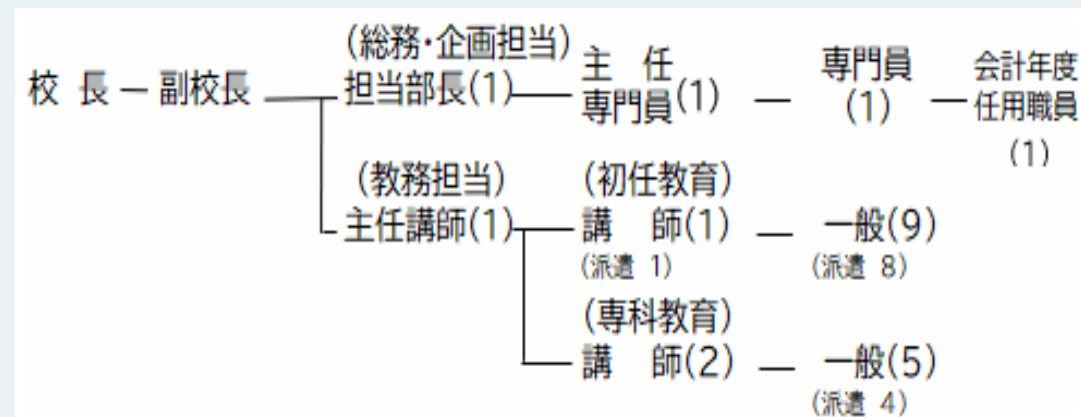 (総務・企画担当)
校 長 ー 副校長 担当部長(1) 主 任 専門員(1) ー 専門員(1) ー 会計年度任用職員(1)
(教務担当) (初任教育)
主任講師(1) 講 師(1) ー 一般(9)
(派遣 1) (派遣 8)
(専科教育)
講 師(2) ー 一般(5)
(派遣 4)